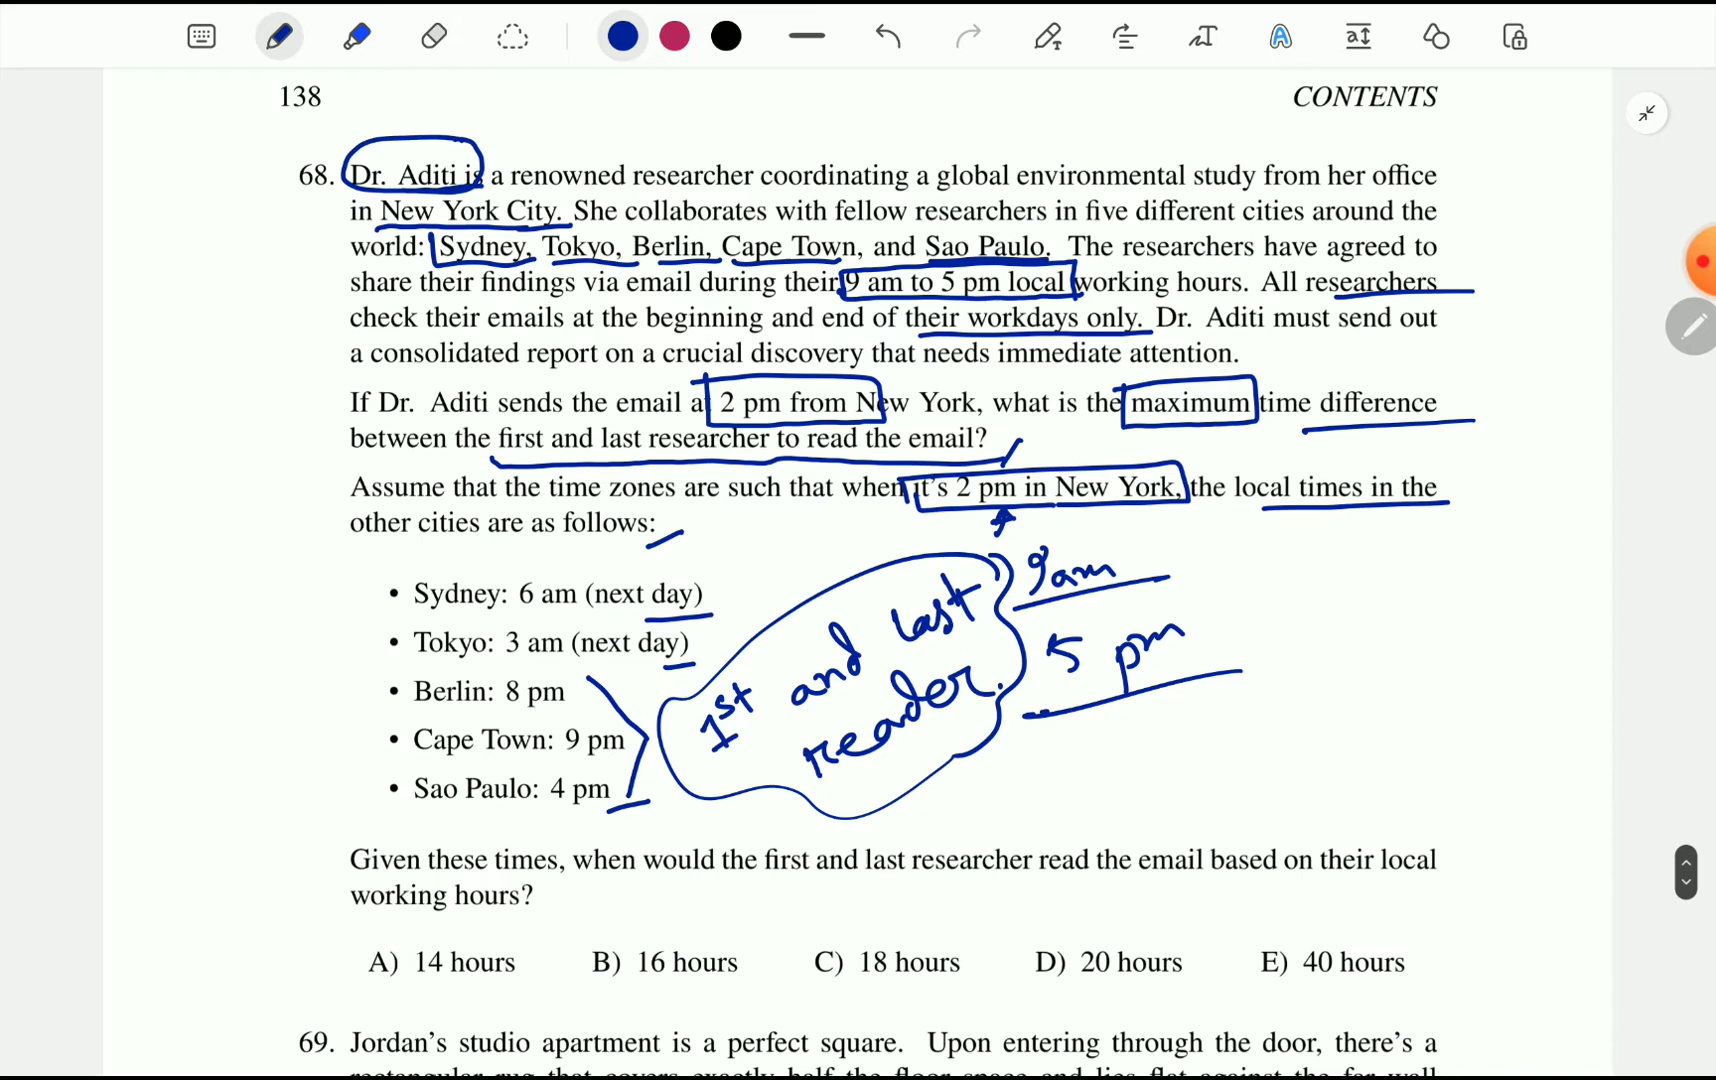 138 CONTENTS
68. Dr. Aditi is a renowned researcher coordinating a global environmental study from her office
in New York City. She collaborates with fellow researchers in five different cities around the
world: Sydney, Tokyo, Berlin, Cape Town, and Sao Paulo. The researchers have agreed to
share their findings via email during their 9 am to 5 pm local working hours. All researchers
check their emails at the beginning and end of their workdays only. Dr. Aditi must send out
a consolidated report on a crucial discovery that needs immediate attention.
If Dr. Aditi sends the email at 2 pm from New York, what is the maximum time difference
between the first and last researcher to read the email?
Assume that the time zones are such that when it's 2 pm in New York, the local times in the
other cities are as follows:
• Sydney: 6 am (next day)
• Tokyo: 3 am (next day)
• Berlin: 8 pm
• Cape Town: 9 pm
• Sao Paulo: 4 pm
1st and last
reader.
9am
5 pm
Given these times, when would the first and last researcher read the email based on their local
working hours?
A) 14 hours B) 16 hours C) 18 hours D) 20 hours E) 40 hours
69. Jordan's studio apartment is a perfect square. Upon entering through the door, there's a